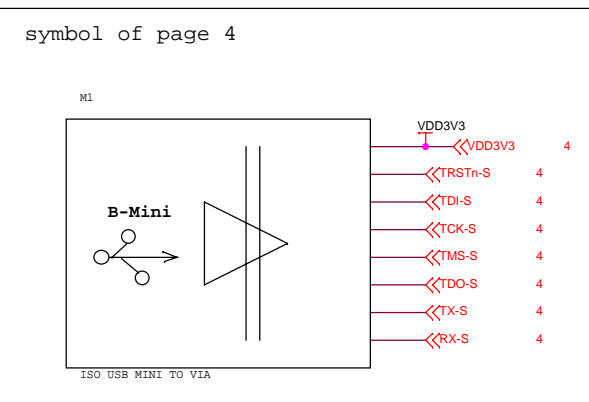 symbol of page 4
M1
VDD3V3
VDD3V3 4
TRSTn-S 4
TDI-S 4
B-Mini
TCK-S 4
TMS-S 4
TDO-S 4
TX-S 4
RX-S 4
ISO USB MINI TO VIA